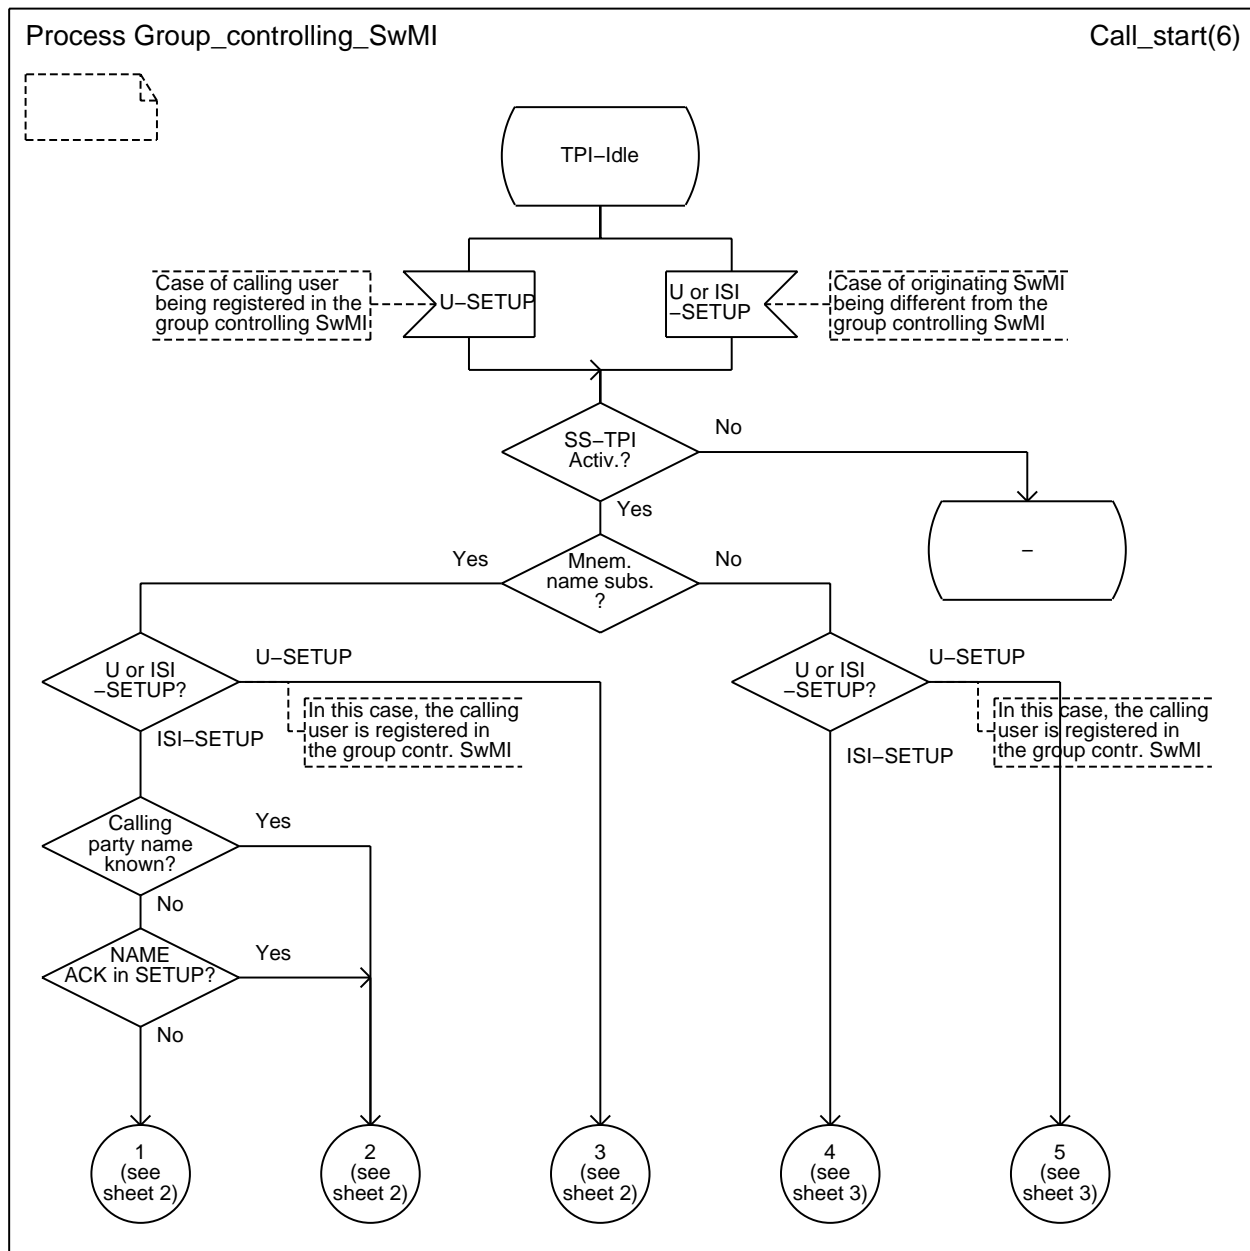 Process Group_controlling_SwMI
Call_start(6)
TPI–Idle
Case of calling user
being registered in the
group controlling SwMI
U–SETUP
U or ISI
–SETUP
Case of originating SwMI
being different from the
group controlling SwMI
SS–TPI
Activ.?
No
Yes
–
Mnem.
name subs.
?
Yes
No
U or ISI
–SETUP?
U–SETUP
In this case, the calling
user is registered in
the group contr. SwMI
ISI–SETUP
U or ISI
–SETUP?
U–SETUP
In this case, the calling
user is registered in
the group contr. SwMI
ISI–SETUP
Calling
party name
known?
Yes
No
NAME
ACK in SETUP?
Yes
No
1
(see
sheet 2)
2
(see
sheet 2)
3
(see
sheet 2)
4
(see
sheet 3)
5
(see
sheet 3)